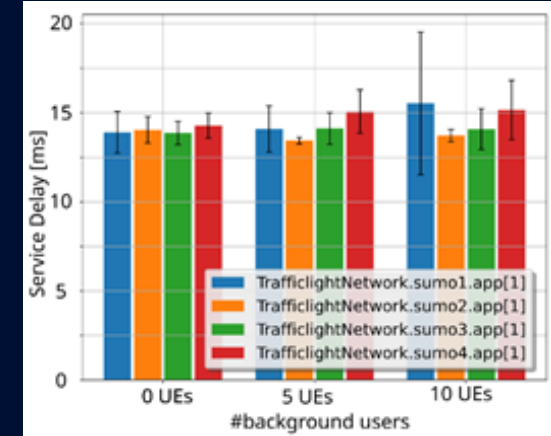 20
15
10
5
0
Service Delay [ms]
TrafficlightNetwork.sumo1.app[1]
TrafficlightNetwork.sumo2.app[1]
TrafficlightNetwork.sumo3.app[1]
TrafficlightNetwork.sumo4.app[1]
0 UEs 5 UEs 10 UEs
#background users